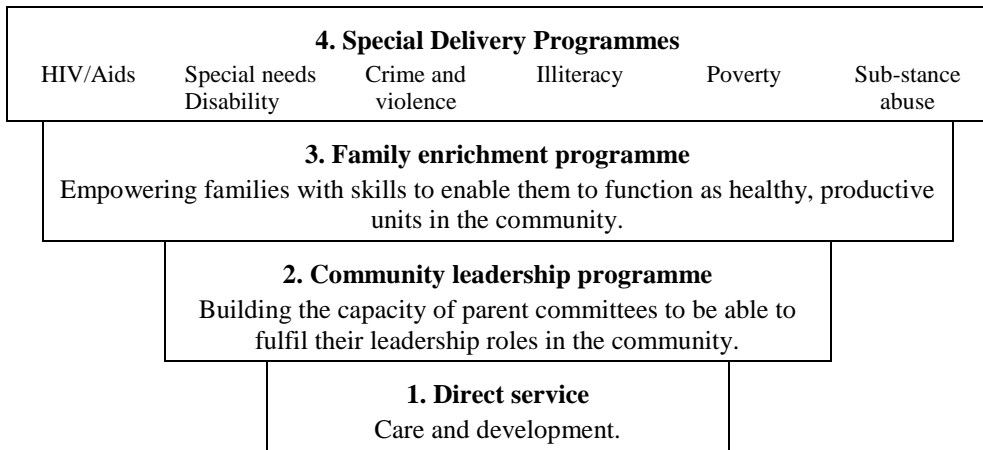 4. Special Delivery Programmes
HIV/Aids Special needs Crime and Illiteracy Poverty Sub-stance
Disability violence abuse
3. Family enrichment programme
Empowering families with skills to enable them to function as healthy, productive
units in the community.
2. Community leadership programme
Building the capacity of parent committees to be able to
fulfil their leadership roles in the community.
1. Direct service
Care and development.